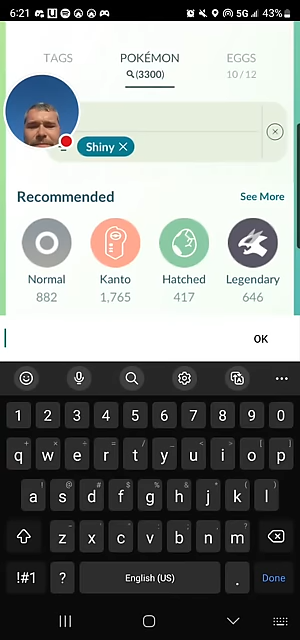 6:21 5G 43%
TAGS POKÉMON EGGS
(3300) 10 / 12
Shiny
Recommended See More
Normal Kanto Hatched Legendary
882 1,765 417 646
OK
1 2 3 4 5 6 7 8 9 0
q w e r t y u i o p
a s d f g h j k l
z x c v b n m
!#1 ? English (US) . Done